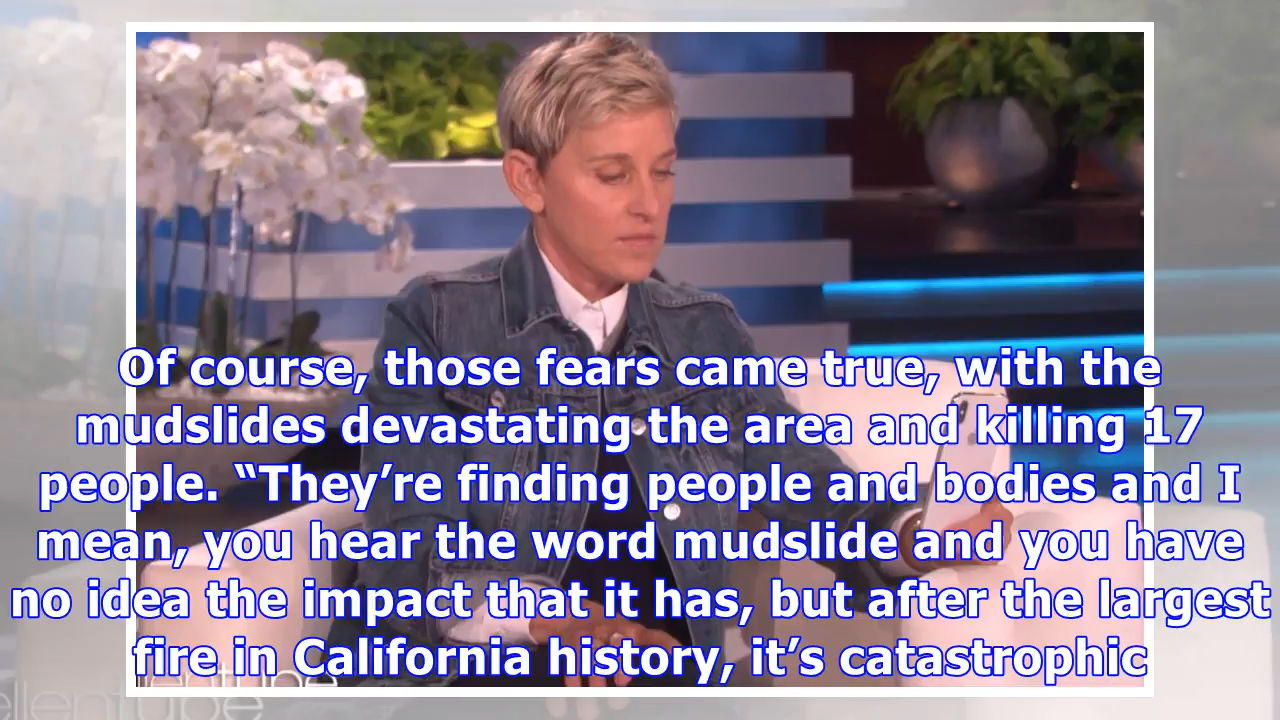 Of course, those fears came true, with the
mudslides devastating the area and killing 17
people. “They’re finding people and bodies and I
mean, you hear the word mudslide and you have
no idea the impact that it has, but after the largest
fire in California history, it’s catastrophic
ellentube
ellentube